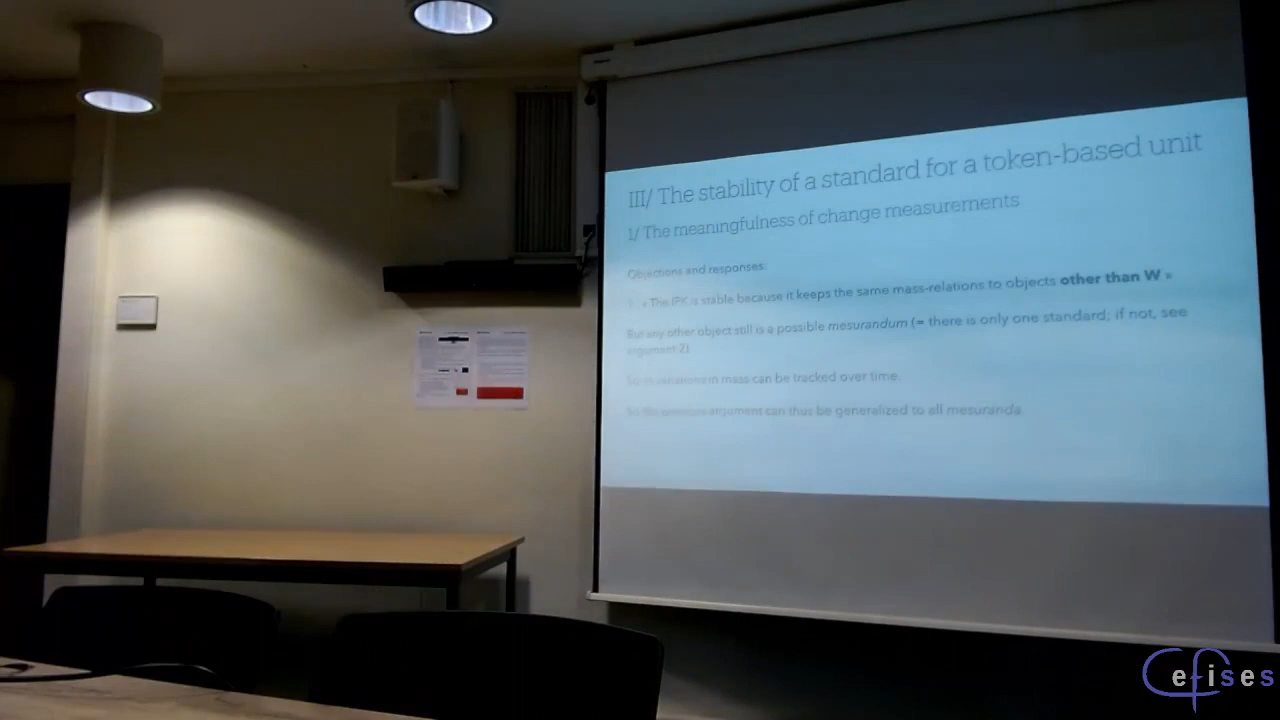 III/ The stability of a standard for a token-based unit
1/ The meaningfulness of change measurements
Objections and responses:
« The IPK is stable because it keeps the same mass-relations to objects other than W »
But any other object still is a possible mesurandum (= there is only one standard; if not, see
argument 2).
So its variations in mass can be tracked over time.
So the previous argument can thus be generalized to all mesuranda.
Cefises